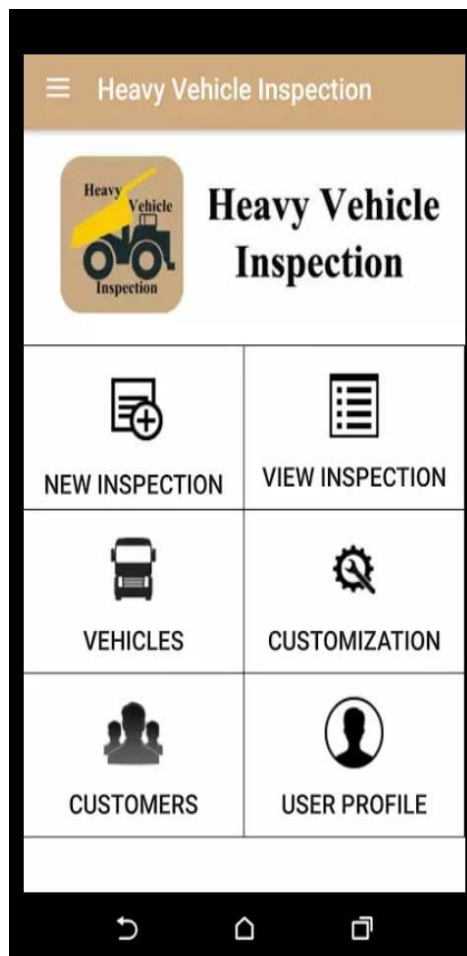 Heavy Vehicle Inspection
Heavy
Vehicle
Inspection
Heavy Vehicle
Inspection
NEW INSPECTION
VIEW INSPECTION
VEHICLES
CUSTOMIZATION
CUSTOMERS
USER PROFILE